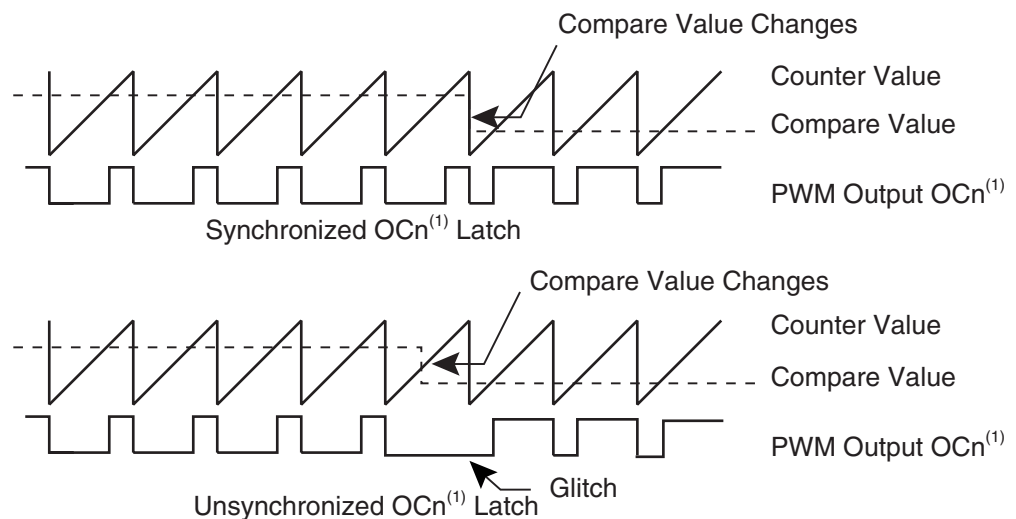 Compare Value Changes
Counter Value
Compare Value
PWM Output OCn(1)
Synchronized OCn(1) Latch
Compare Value Changes
Counter Value
Compare Value
PWM Output OCn(1)
Glitch
Unsynchronized OCn(1) Latch